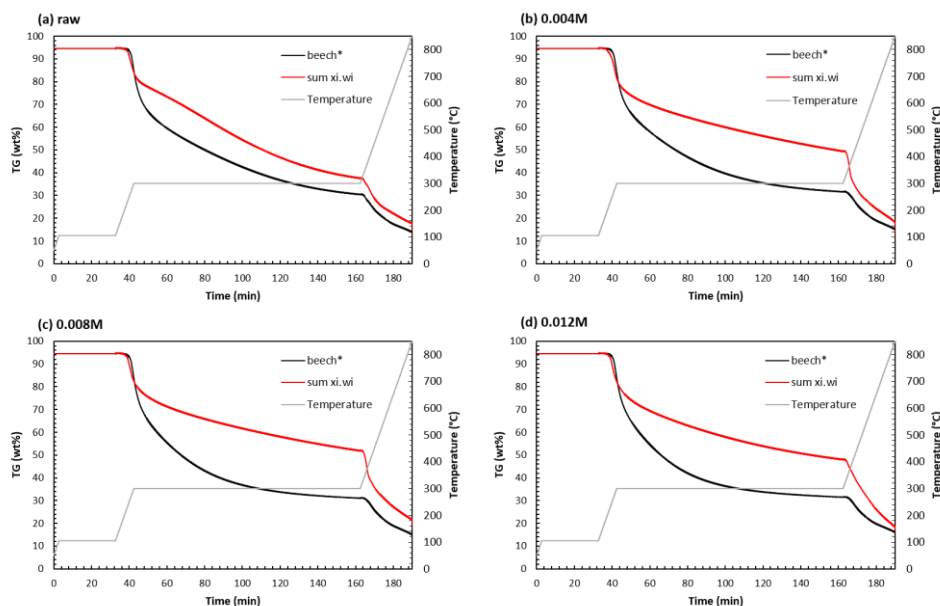 (a) raw
100
90
80
70
60
50
40
30
20
10
0
TG (wt%)
beech*
sum xi.wi
Temperature
800
700
600
500
400
300
200
100
0
Temperature (°C)
0 20 40 60 80 100 120 140 160 180
Time (min)
(b) 0.004M
100
90
80
70
60
50
40
30
20
10
0
TG (wt%)
beech*
sum xi.wi
Temperature
800
700
600
500
400
300
200
100
0
Temperature (°C)
0 20 40 60 80 100 120 140 160 180
Time (min)
(c) 0.008M
100
90
80
70
60
50
40
30
20
10
0
TG (wt%)
beech*
sum xi.wi
Temperature
800
700
600
500
400
300
200
100
0
Temperature (°C)
0 20 40 60 80 100 120 140 160 180
Time (min)
(d) 0.012M
100
90
80
70
60
50
40
30
20
10
0
TG (wt%)
beech*
sum xi.wi
Temperature
800
700
600
500
400
300
200
100
0
Temperature (°C)
0 20 40 60 80 100 120 140 160 180
Time (min)